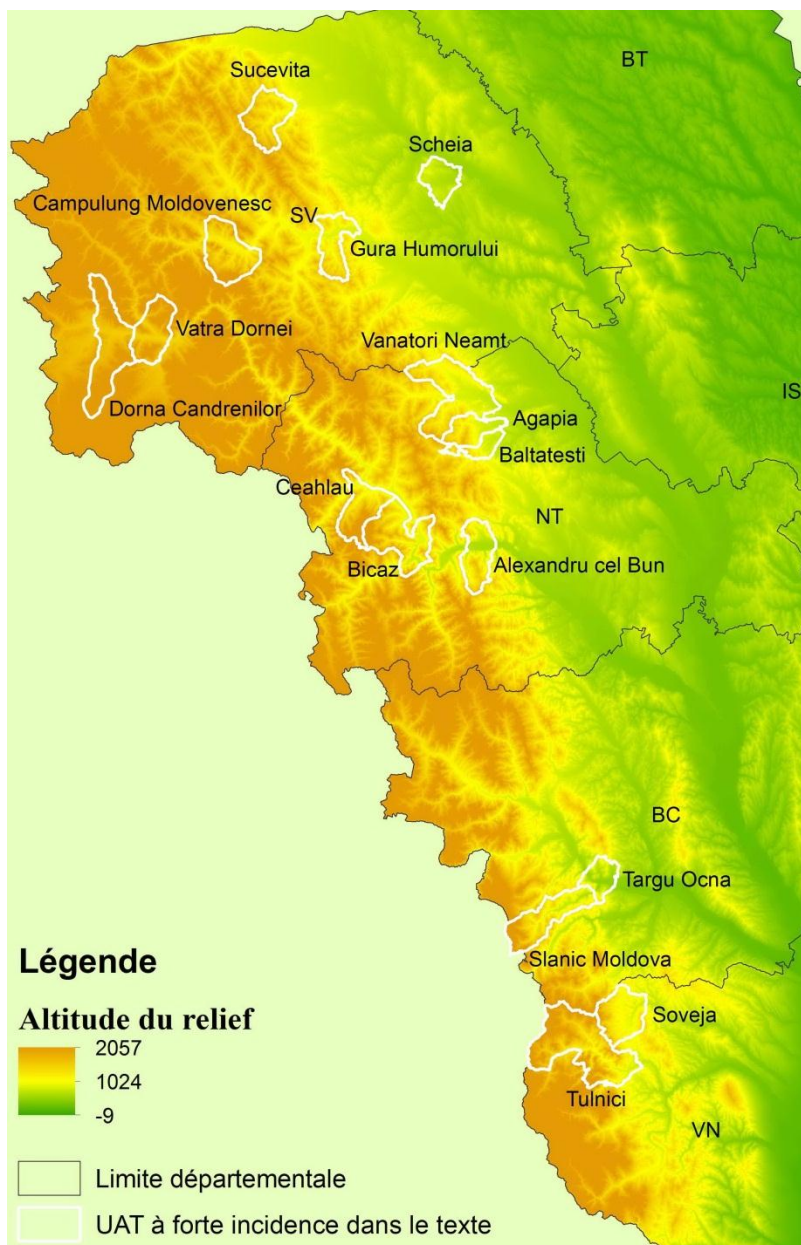 BT
Sucevita
Scheia
Campulung Moldovenesc
SV
Gura Humorului
Vatra Dornei
Vanatori Neamt
IS
Dorna Candrenilor
Agapia
Baltatesti
Ceahlau
NT
Bicaz
Alexandru cel Bun
BC
Targu Ocna
Slanic Moldova
Soveja
Tulnici
VN
Légende
Altitude du relief
2057
1024
-9
Limite départementale
UAT à forte incidence dans le texte